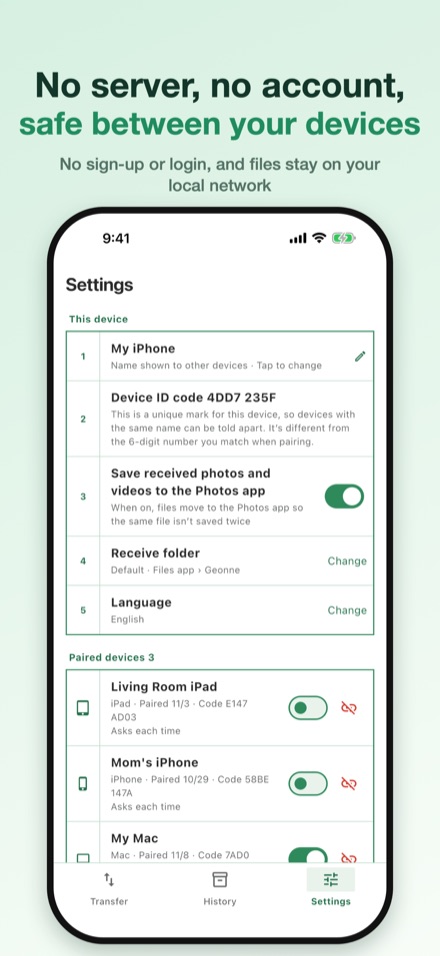 No server, no account,
safe between your devices
No sign-up or login, and files stay on your
local network
9:41
Settings
This device
1
My iPhone
Name shown to other devices · Tap to change
2
Device ID code 4DD7 235F
This is a unique mark for this device, so devices with
the same name can be told apart. It's different from
the 6-digit number you match when pairing.
3
Save received photos and
videos to the Photos app
When on, files move to the Photos app so
the same file isn't saved twice
4
Receive folder
Default · Files app › Geonne
Change
5
Language
English
Change
Paired devices 3
Living Room iPad
iPad · Paired 11/3 · Code E147
AD03
Asks each time
Mom's iPhone
iPhone · Paired 10/29 · Code 58BE
147A
Asks each time
My Mac
Mac · Paired 11/8 · Code 7AD0
Transfer
History
Settings